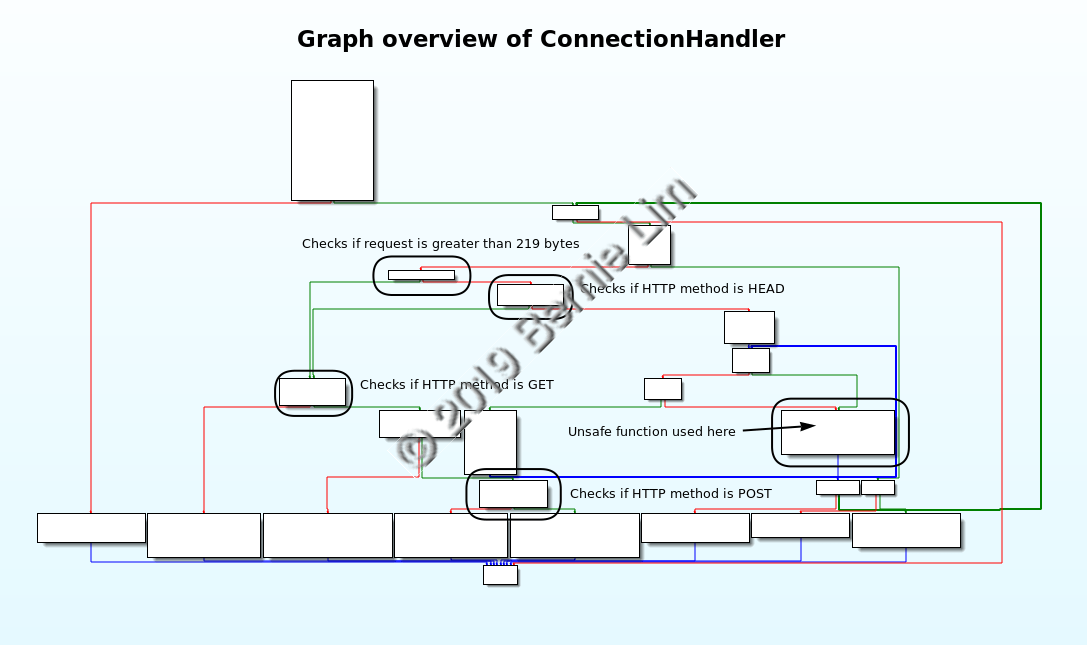 Graph overview of ConnectionHandler
Checks if request is greater than 219 bytes
Checks if HTTP method is HEAD
Checks if HTTP method is GET
Unsafe function used here
Checks if HTTP method is POST
© 2019 Bernie Lim